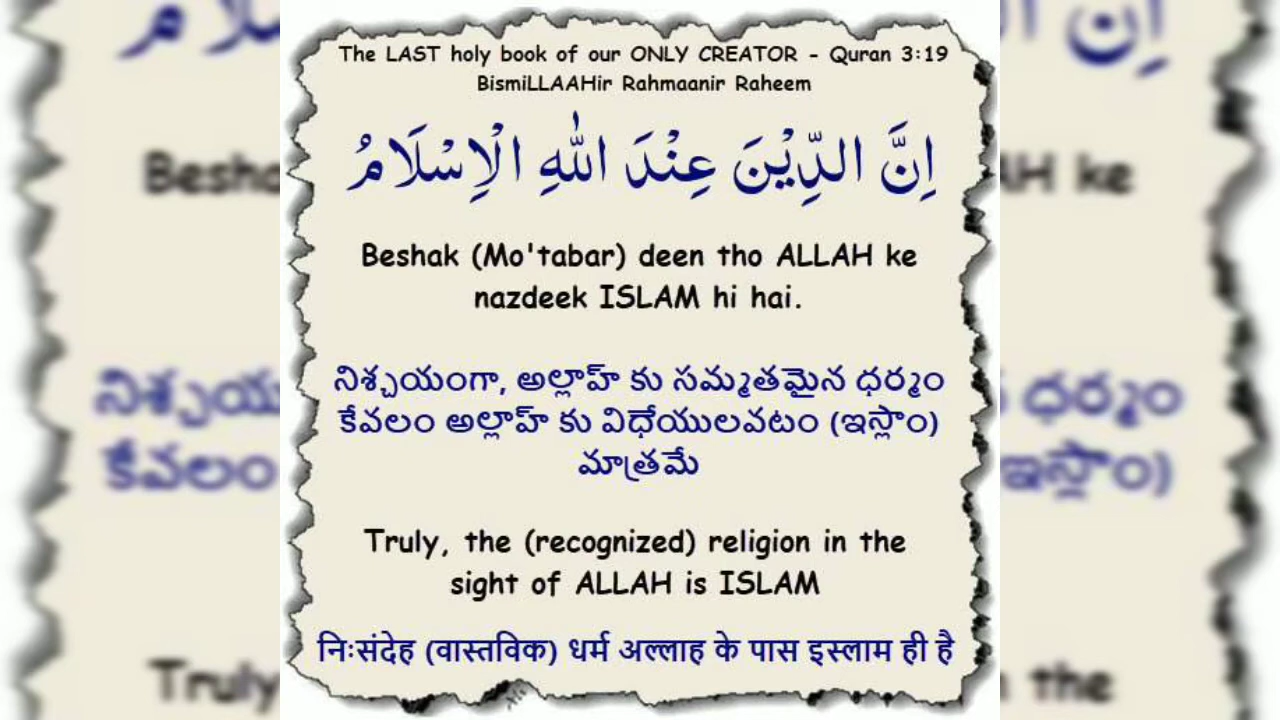 The LAST holy book of our ONLY CREATOR - Quran 3:19
BismiLLAAHir Rahmaanir Raheem
اِنَّ الدِّيْنَ عِنْدَ اللّٰهِ الْاِسْلَامُ
Beshak (Mo'tabar) deen tho ALLAH ke
nazdeek ISLAM hi hai.
నిశ్చయంగా, అల్లాహ్ కు సమ్మతమైన ధర్మం
కేవలం అల్లాహ్ కు విధేయులవటం (ఇస్లాం)
మాత్రమే
Truly, the (recognized) religion in the
sight of ALLAH is ISLAM
निःसंदेह (वास्तविक) धर्म अल्लाह के पास इस्लाम ही है